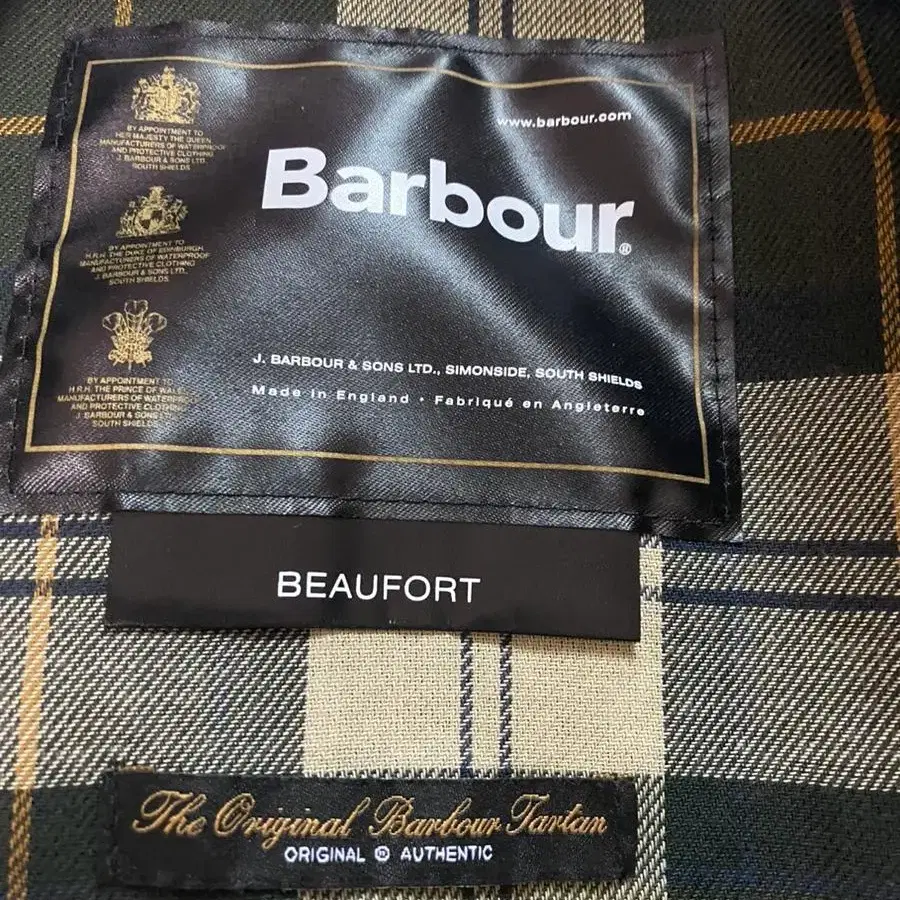 www.barbour.com
Barbour®
BY APPOINTMENT TO
HER MAJESTY THE QUEEN
MANUFACTURERS OF WATERPROOF
AND PROTECTIVE CLOTHING
J. BARBOUR & SONS LTD.
SOUTH SHIELDS
BY APPOINTMENT TO
H.R.H. THE DUKE OF EDINBURGH
MANUFACTURERS OF WATERPROOF
AND PROTECTIVE CLOTHING
J. BARBOUR & SONS LTD.
SOUTH SHIELDS
BY APPOINTMENT TO
H.R.H. THE PRINCE OF WALES
MANUFACTURERS OF WATERPROOF
AND PROTECTIVE CLOTHING
J. BARBOUR & SONS LTD.
SOUTH SHIELDS
J. BARBOUR & SONS LTD., SIMONSIDE, SOUTH SHIELDS
Made in England · Fabriqué en Angleterre
BEAUFORT
The Original Barbour Tartan
ORIGINAL AUTHENTIC